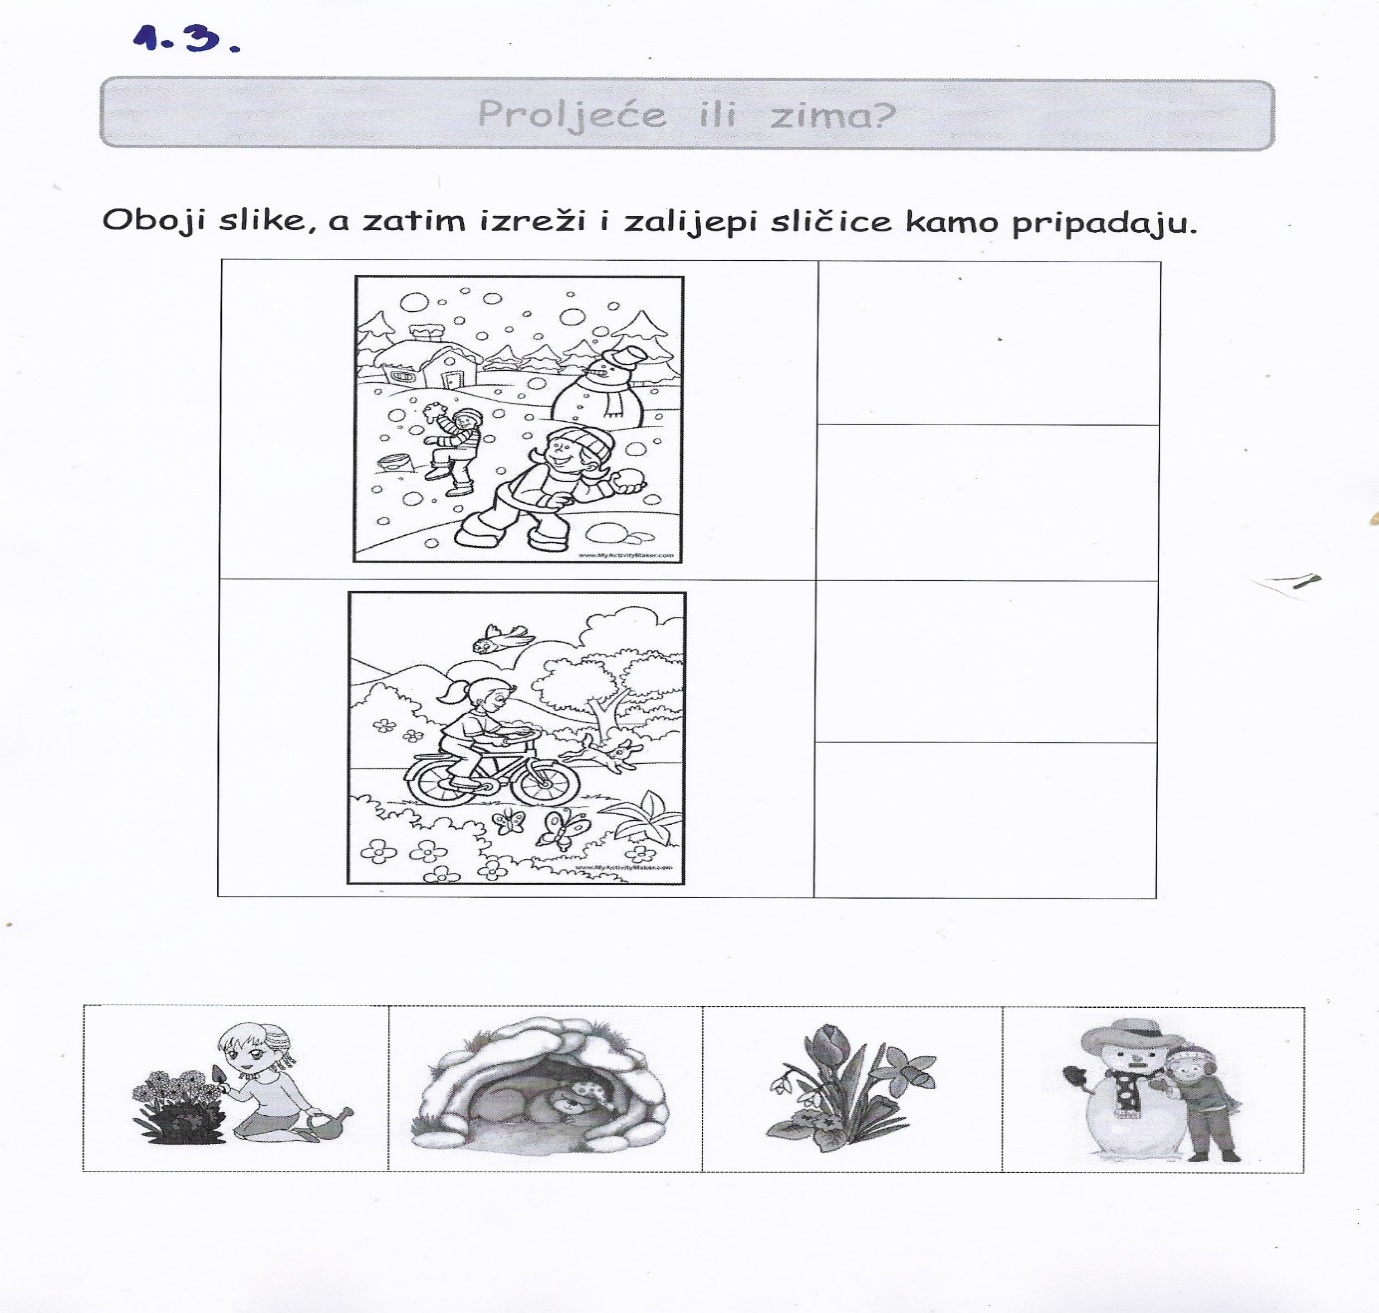 1.3.
Proljeće ili zima?
Oboji slike, a zatim izreži i zalijepi sličice kamo pripadaju.
www.MyActivityMaker.com
www.MyActivityMaker.com